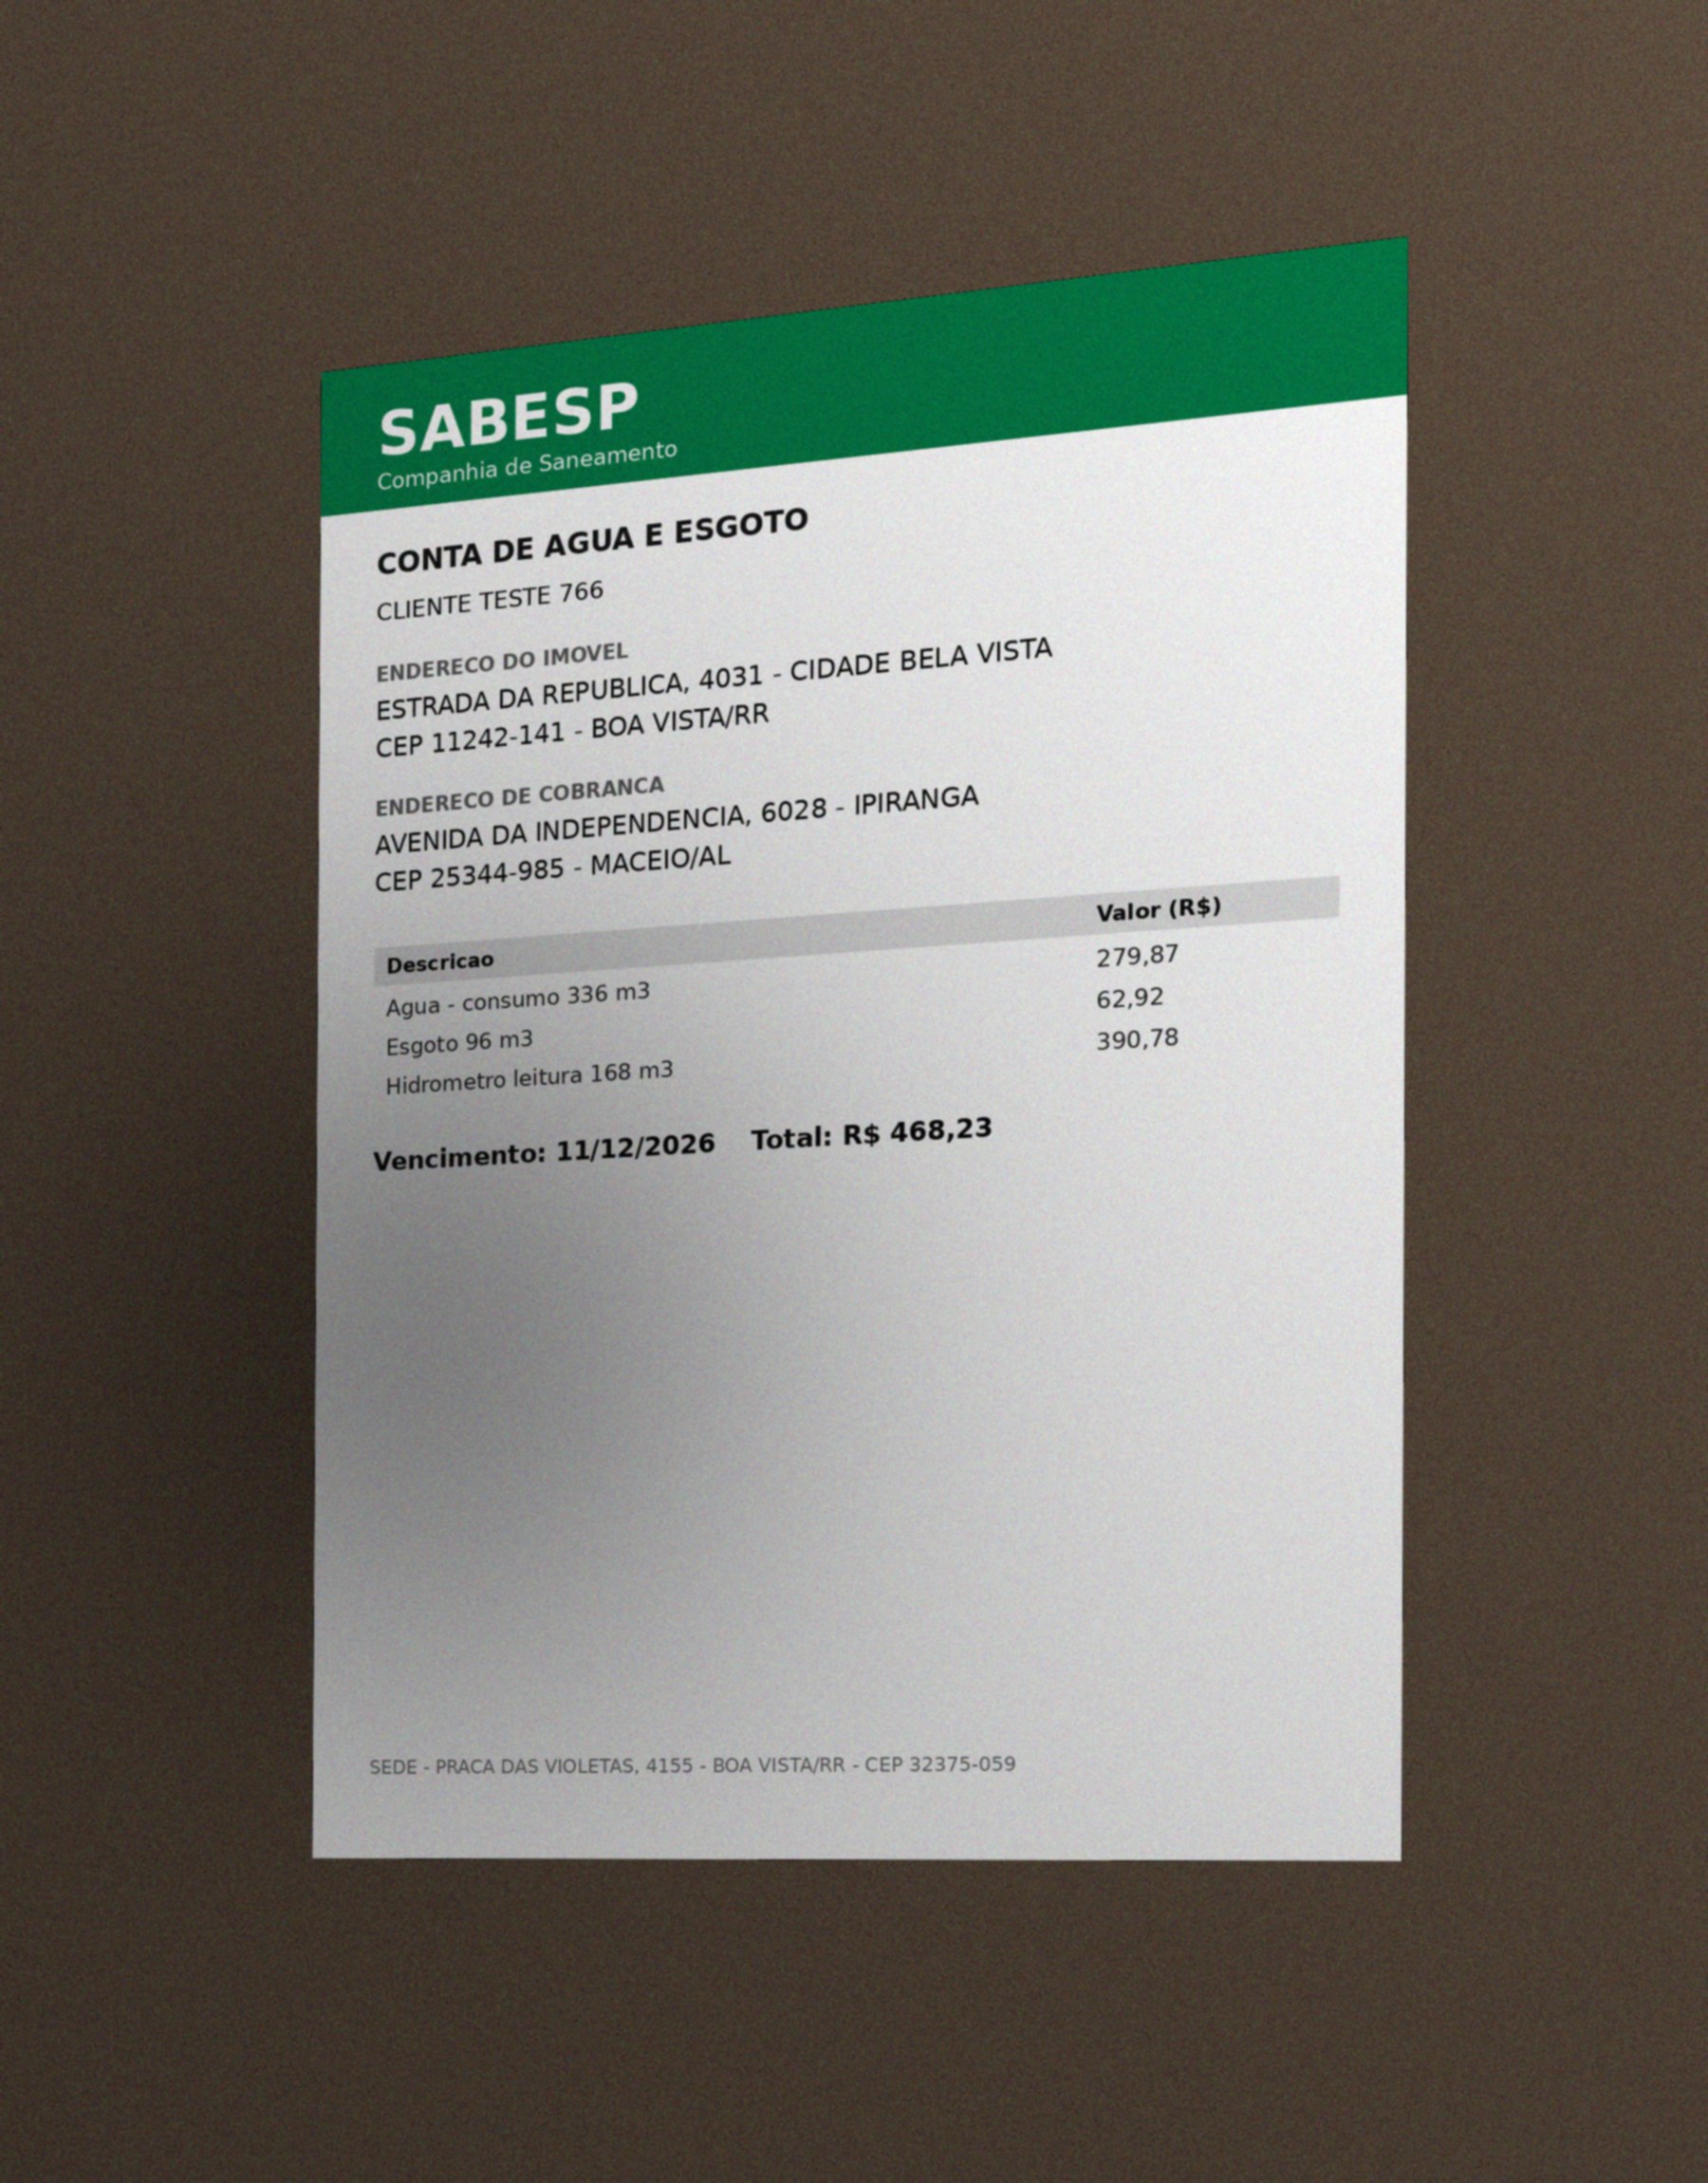 SABESP
Companhia de Saneamento
CONTA DE AGUA E ESGOTO
CLIENTE TESTE 766
ENDERECO DO IMOVEL
ESTRADA DA REPUBLICA, 4031 - CIDADE BELA VISTA
CEP 11242-141 - BOA VISTA/RR
ENDERECO DE COBRANCA
AVENIDA DA INDEPENDENCIA, 6028 - IPIRANGA
CEP 25344-985 - MACEIO/AL
Descricao Valor (R$)
Agua - consumo 336 m3 279,87
Esgoto 96 m3 62,92
Hidrometro leitura 168 m3 390,78
Vencimento: 11/12/2026 Total: R$ 468,23
SEDE - PRACA DAS VIOLETAS, 4155 - BOA VISTA/RR - CEP 32375-059